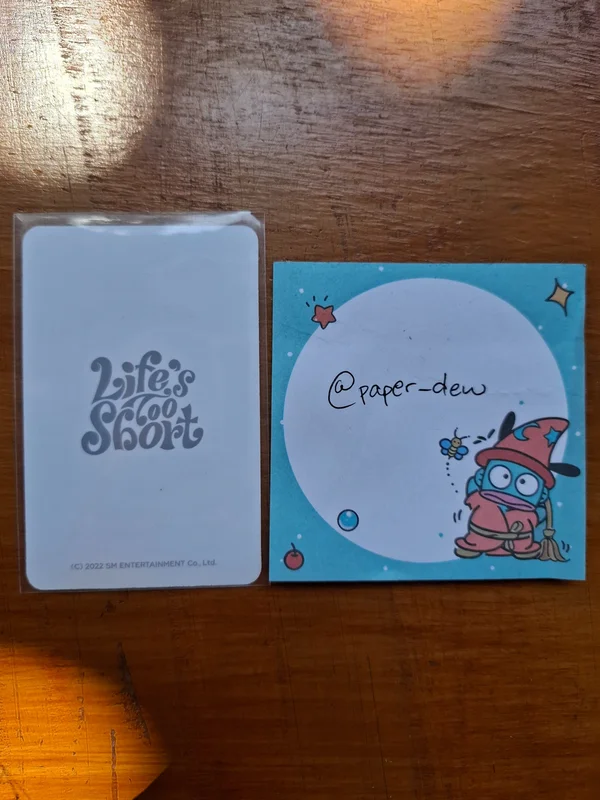 Life's
Too
Short
(C) 2022 SM ENTERTAINMENT Co., Ltd.
@paper_dew